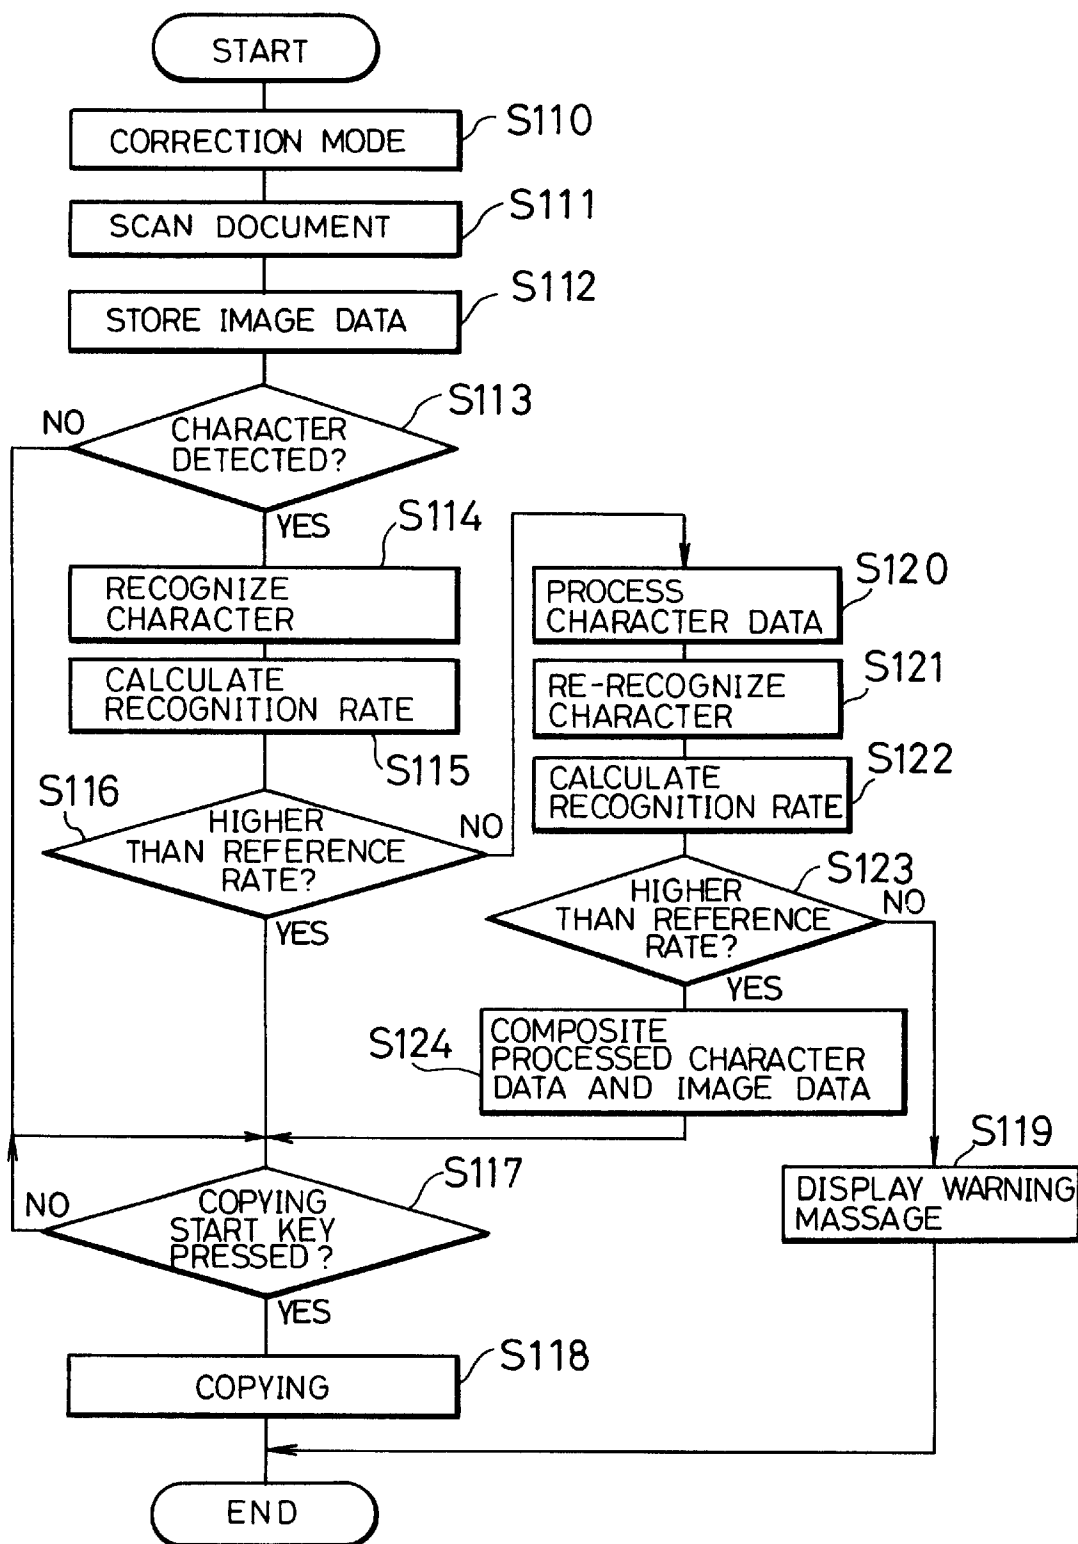 START
CORRECTION MODE
S110
SCAN DOCUMENT
S111
STORE IMAGE DATA
S112
CHARACTER
DETECTED?
S113
NO
YES
RECOGNIZE
CHARACTER
S114
CALCULATE
RECOGNITION RATE
S115
S116
HIGHER
THAN REFERENCE
RATE?
NO
YES
PROCESS
CHARACTER DATA
S120
RE-RECOGNIZE
CHARACTER
S121
CALCULATE
RECOGNITION RATE
S122
HIGHER
THAN REFERENCE
RATE?
S123
NO
YES
S124
COMPOSITE
PROCESSED CHARACTER
DATA AND IMAGE DATA
S119
DISPLAY WARNING
MASSAGE
COPYING
START KEY
PRESSED?
S117
NO
YES
COPYING
S118
END